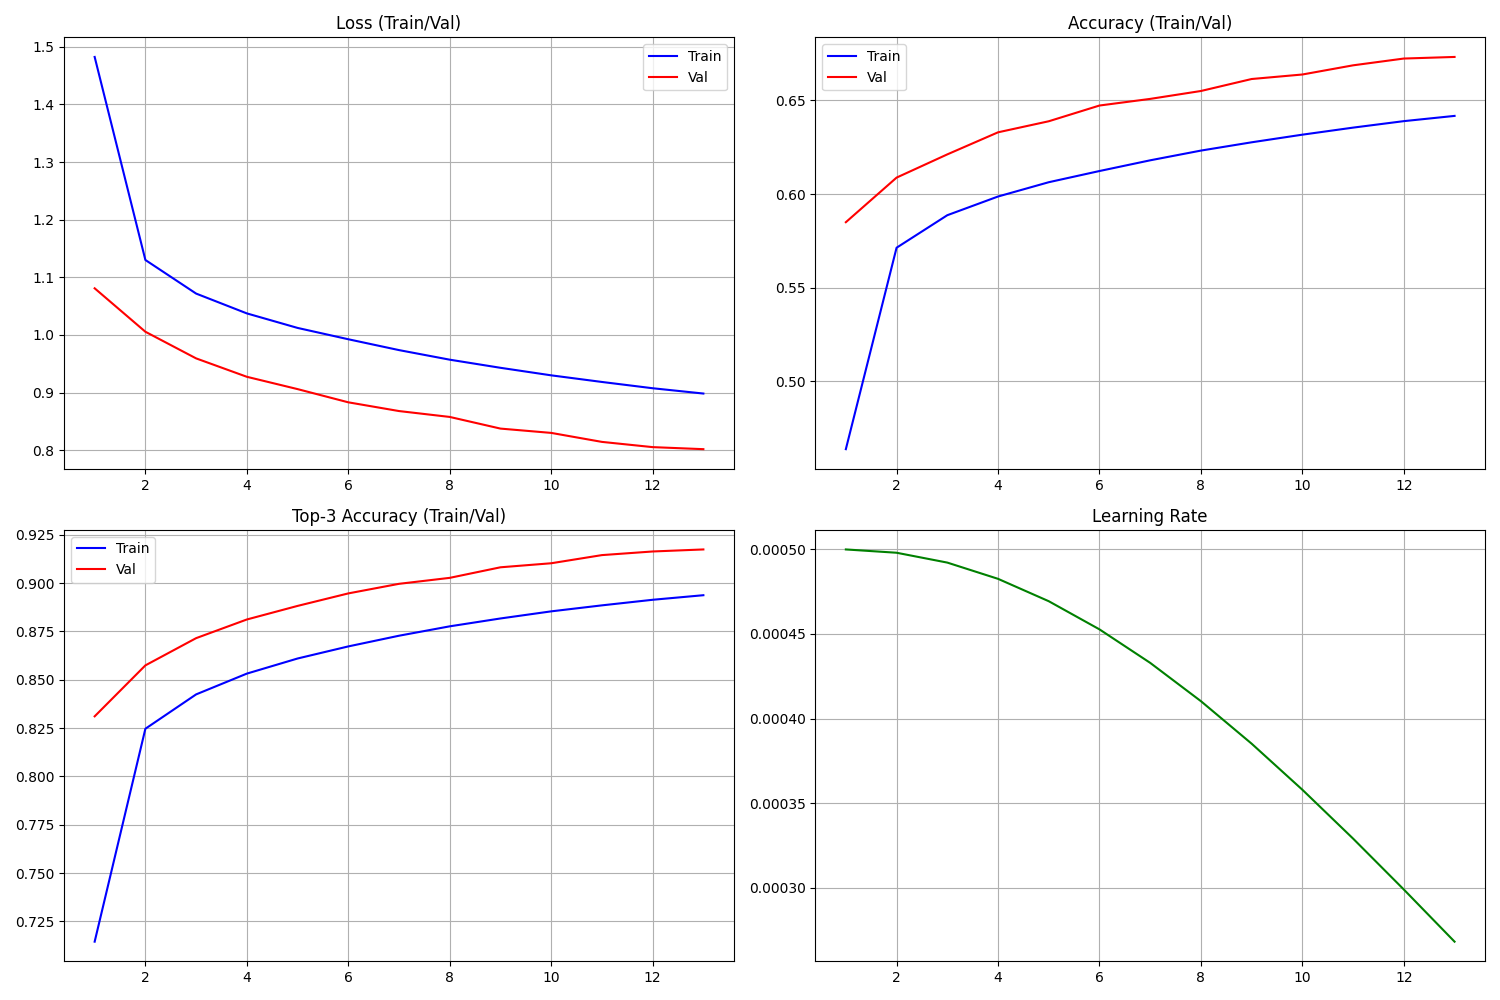 Loss (Train/Val)
1.5
1.4
1.3
1.2
1.1
1.0
0.9
0.8
2 4 6 8 10 12
Train
Val
Accuracy (Train/Val)
0.65
0.60
0.55
0.50
2 4 6 8 10 12
Train
Val
Top-3 Accuracy (Train/Val)
0.925
0.900
0.875
0.850
0.825
0.800
0.775
0.750
0.725
2 4 6 8 10 12
Train
Val
Learning Rate
0.00050
0.00045
0.00040
0.00035
0.00030
2 4 6 8 10 12